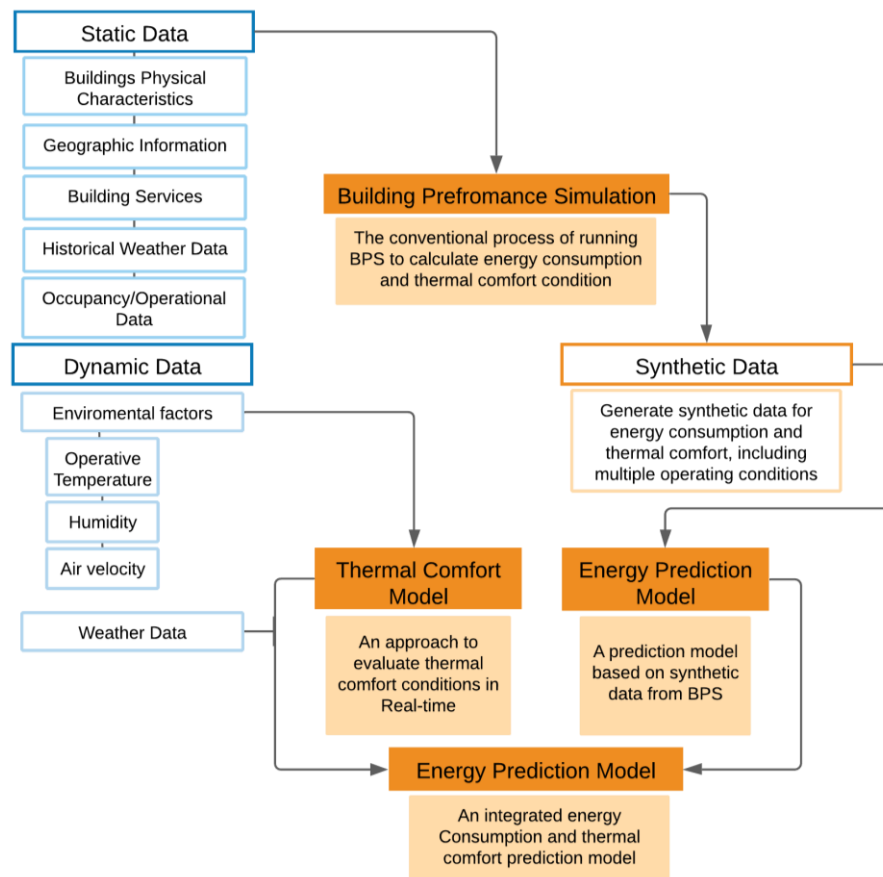 Static Data
Buildings Physical
Characteristics
Geographic Information
Building Services
Historical Weather Data
Occupancy/Operational
Data
Building Prefromance Simulation
The conventional process of running
BPS to calculate energy consumption
and thermal comfort condition
Dynamic Data
Enviromental factors
Operative
Temperature
Humidity
Air velocity
Weather Data
Synthetic Data
Generate synthetic data for
energy consumption and
thermal comfort, including
multiple operating conditions
Thermal Comfort
Model
An approach to
evaluate thermal
comfort conditions in
Real-time
Energy Prediction
Model
A prediction model
based on synthetic
data from BPS
Energy Prediction Model
An integrated energy
Consumption and thermal
comfort prediction model